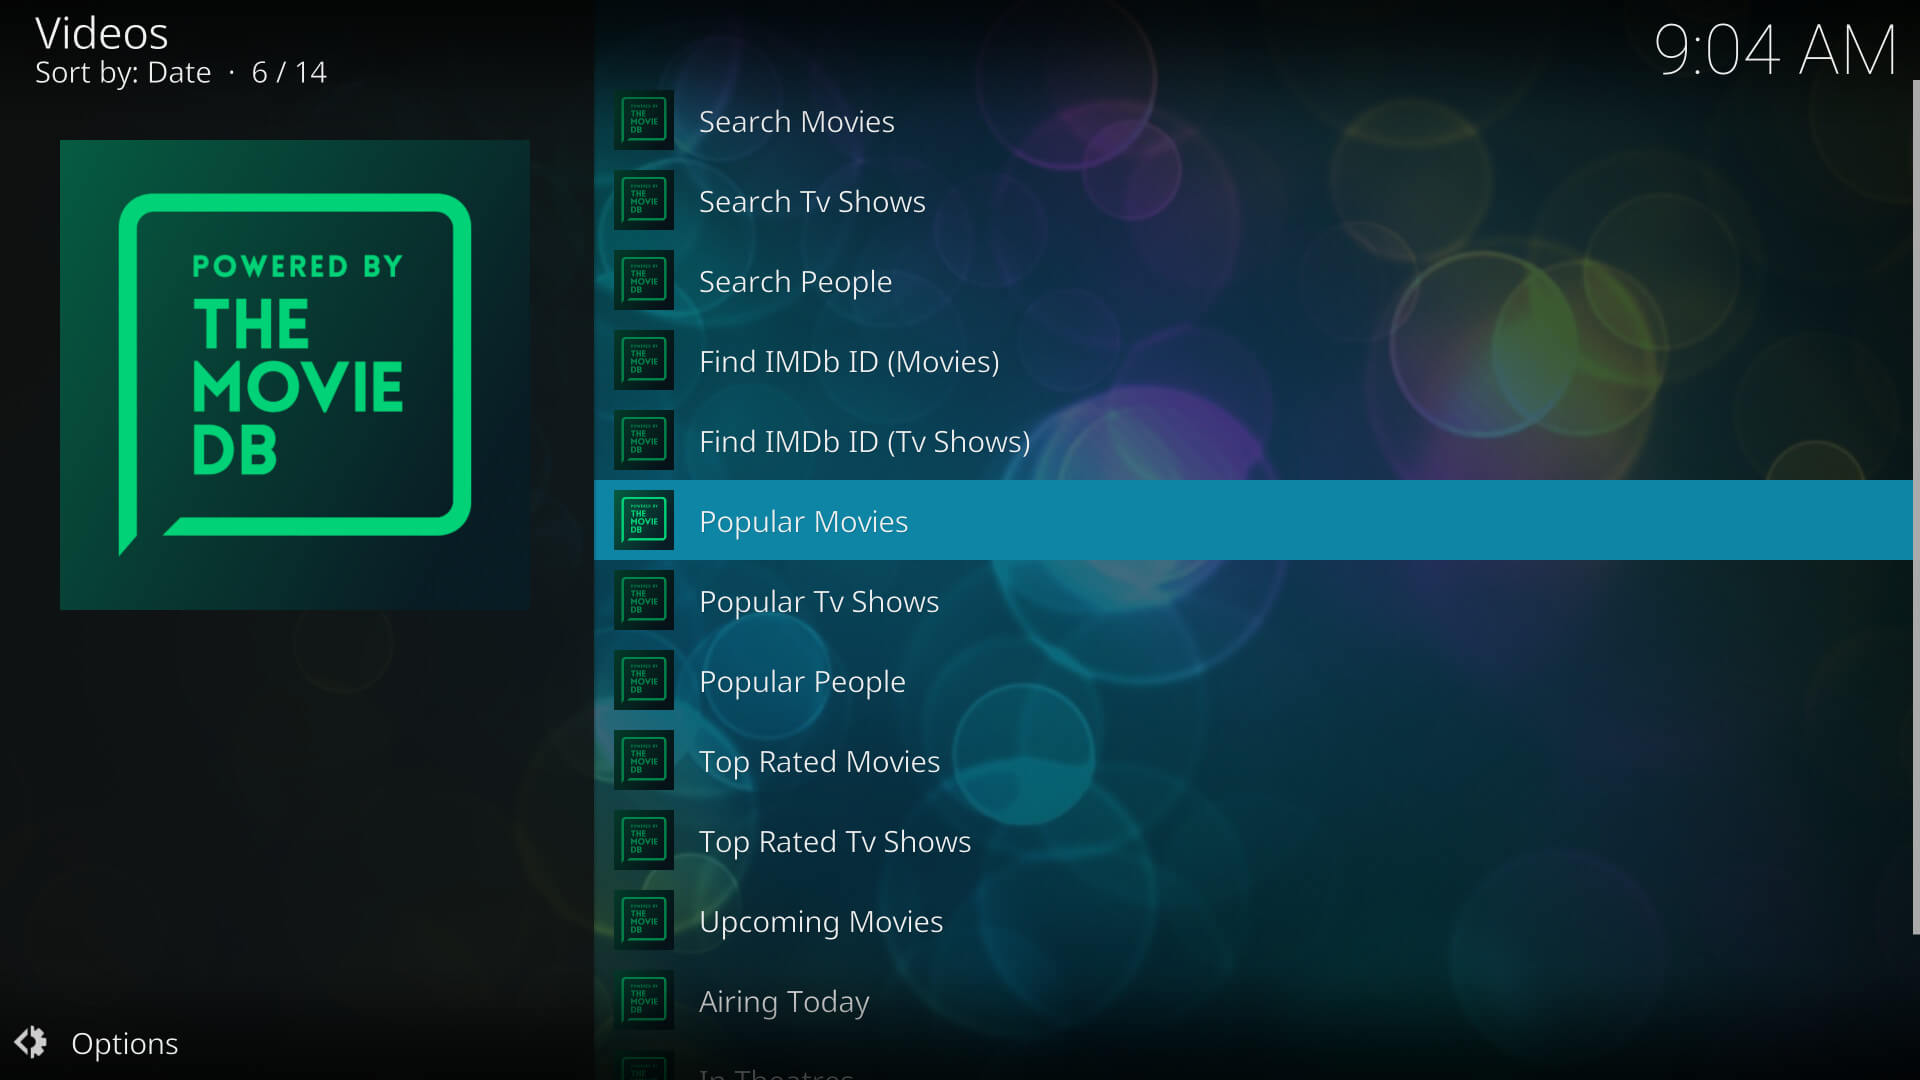 Videos
Sort by: Date · 6 / 14
9:04 AM
POWERED BY
THE
MOVIE
DB
Search Movies
Search Tv Shows
Search People
Find IMDb ID (Movies)
Find IMDb ID (Tv Shows)
Popular Movies
Popular Tv Shows
Popular People
Top Rated Movies
Top Rated Tv Shows
Upcoming Movies
Airing Today
In Theatres
Options